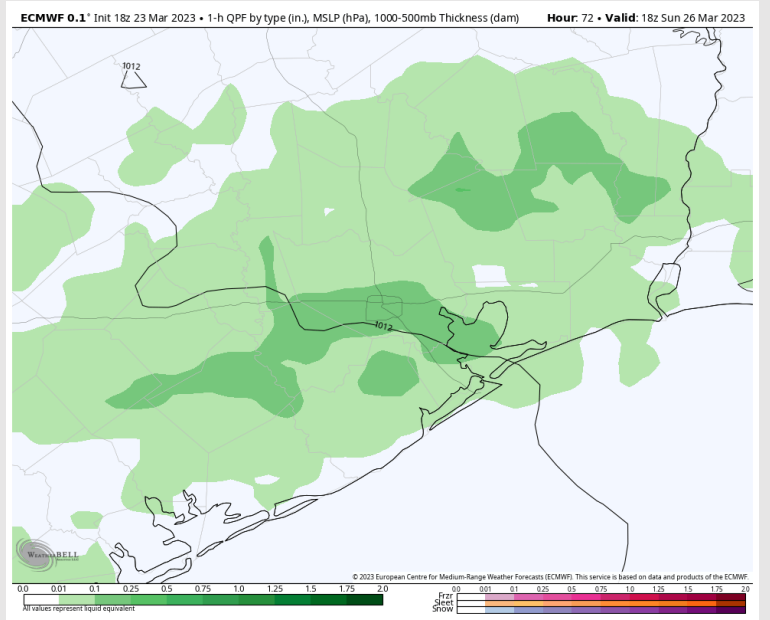 ECMWF 0.1° Init 18z 23 Mar 2023 • 1-h QPF by type (in.), MSLP (hPa), 1000-500mb Thickness (dam) Hour: 72 • Valid: 18z Sun 26 Mar 2023
1012
1012
WEATHERBELL
© 2023 European Centre for Medium-Range Weather Forecasts (ECMWF). This service is based on data and products of the ECMWF.
0.0 0.01 0.1 0.25 0.5 0.75 1.0 1.25 1.5 1.75 2.0
All values represent liquid equivalent
0.0 .001 0.1 0.15 0.2 0.25 0.5 0.75 1.0 1.25 1.5 2.0
Frzr
Sleet
Snow